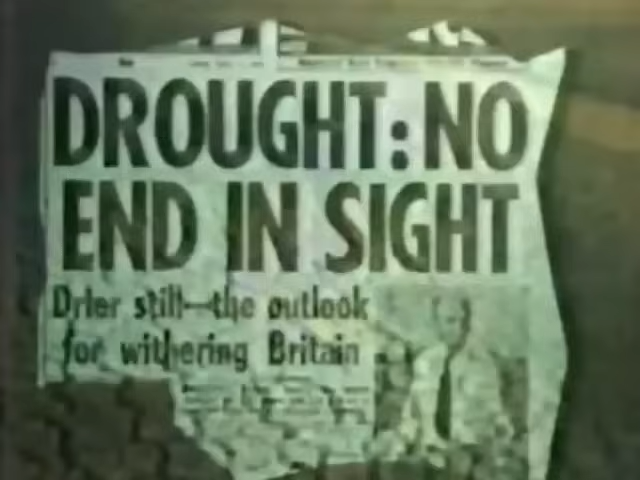 DROUGHT: NO
END IN SIGHT
Drier still—the outlook
for withering Britain